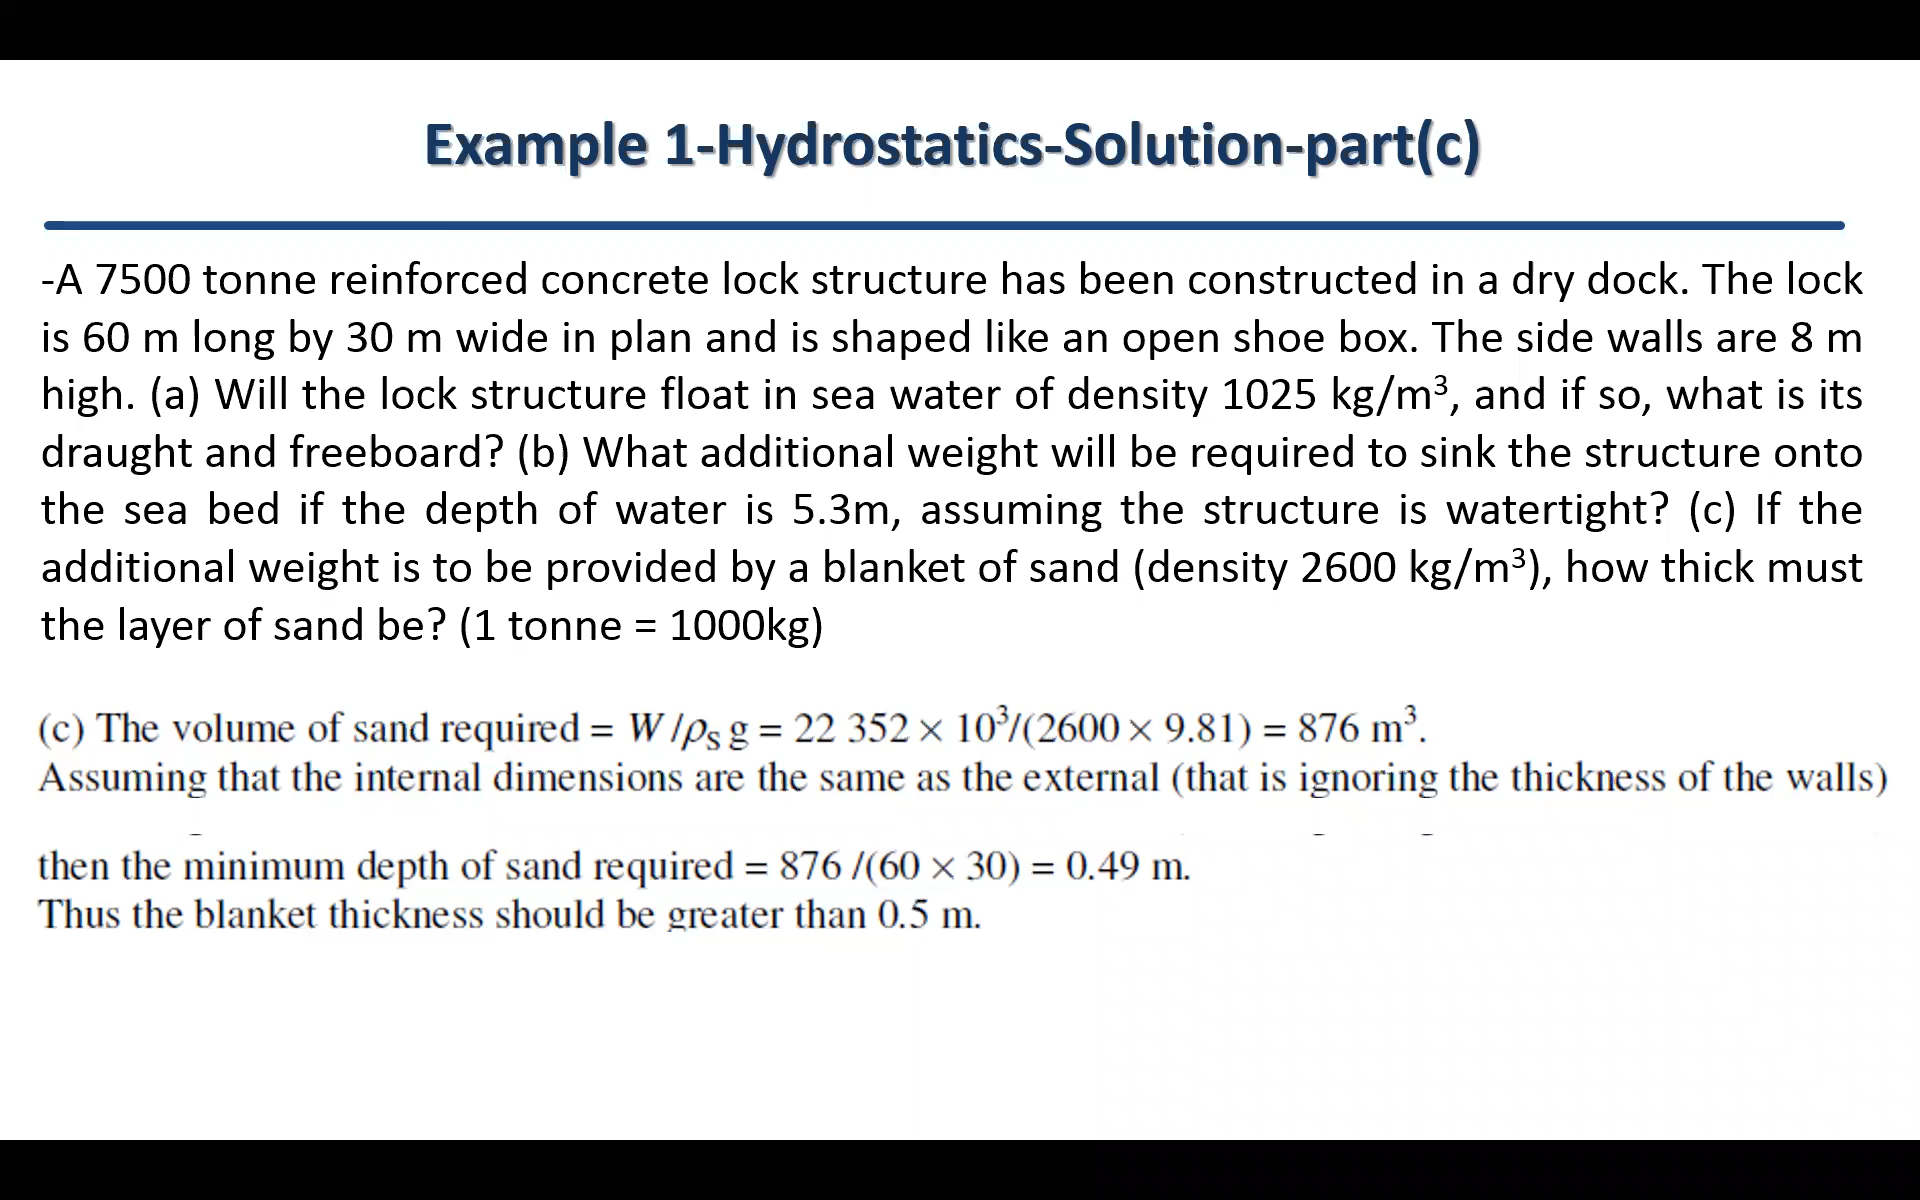 Example 1-Hydrostatics-Solution-part(c)
-A 7500 tonne reinforced concrete lock structure has been constructed in a dry dock. The lock
is 60 m long by 30 m wide in plan and is shaped like an open shoe box. The side walls are 8 m
high. (a) Will the lock structure float in sea water of density 1025 kg/m³, and if so, what is its
draught and freeboard? (b) What additional weight will be required to sink the structure onto
the sea bed if the depth of water is 5.3m, assuming the structure is watertight? (c) If the
additional weight is to be provided by a blanket of sand (density 2600 kg/m³), how thick must
the layer of sand be? (1 tonne = 1000kg)
(c) The volume of sand required = W/ρₛ g = 22 352 × 10³/(2600 × 9.81) = 876 m³.
Assuming that the internal dimensions are the same as the external (that is ignoring the thickness of the walls)
then the minimum depth of sand required = 876 /(60 × 30) = 0.49 m.
Thus the blanket thickness should be greater than 0.5 m.